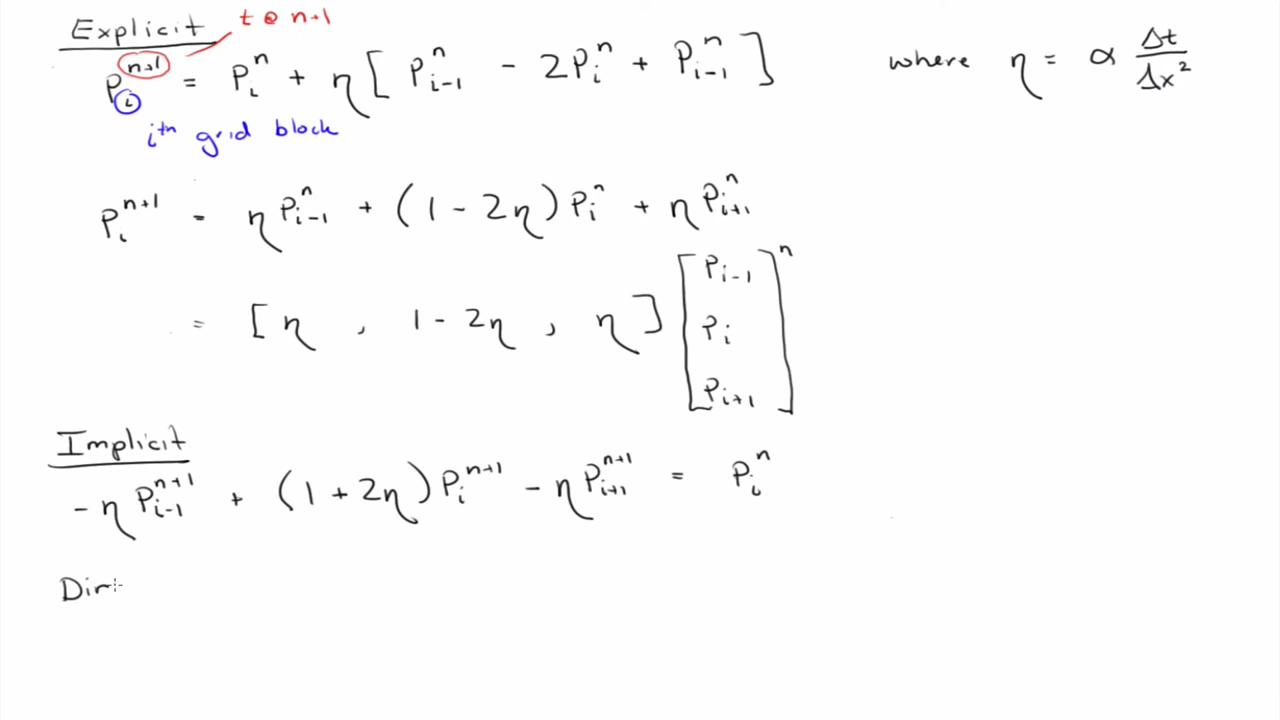 Explicit t @ n+1
P_i^{n+1} = P_i^n + η [ P_{i-1}^n - 2P_i^n + P_{i-1}^n ] where η = α Δt/Δx²
i^{th} grid block
P_i^{n+1} = η P_{i-1}^n + (1 - 2η) P_i^n + η P_{i+1}^n
= [ η , 1 - 2η , η ] [ P_{i-1} P_i P_{i+1} ]^n
Implicit
- η P_{i-1}^{n+1} + (1 + 2η) P_i^{n+1} - η P_{i+1}^{n+1} = P_i^n
Dir